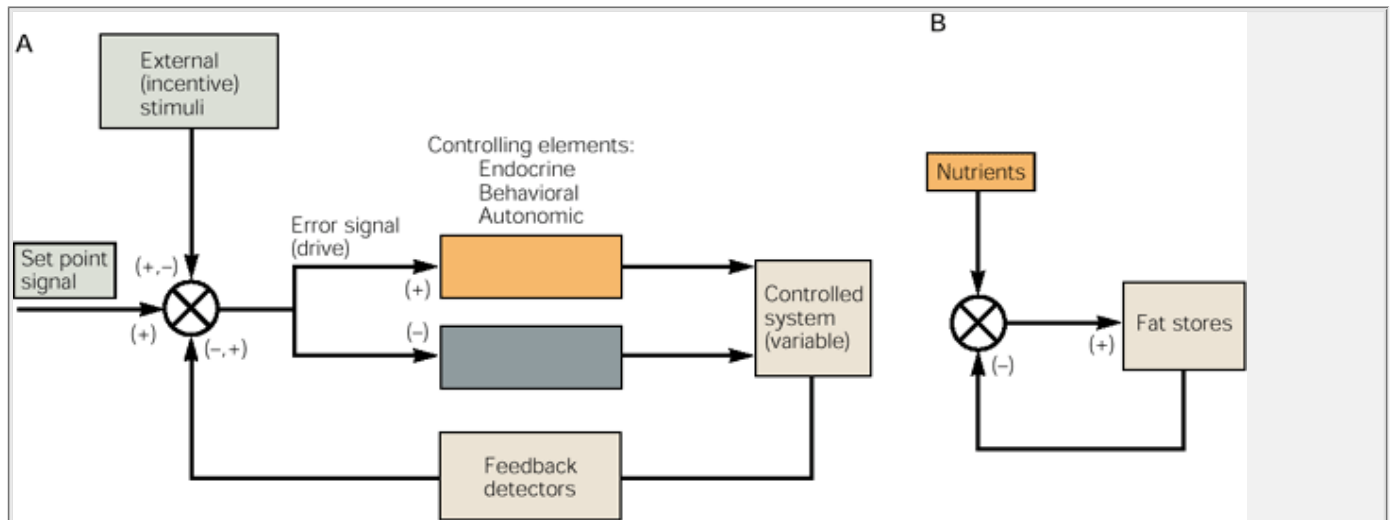 A
External
(incentive)
stimuli
Controlling elements:
Endocrine
Behavioral
Autonomic
Error signal
(drive)
Set point
signal
(+,–)
(+)
(–,+)
(+)
(–)
Controlled
system
(variable)
Feedback
detectors
B
Nutrients
Fat stores
(+)
(–)